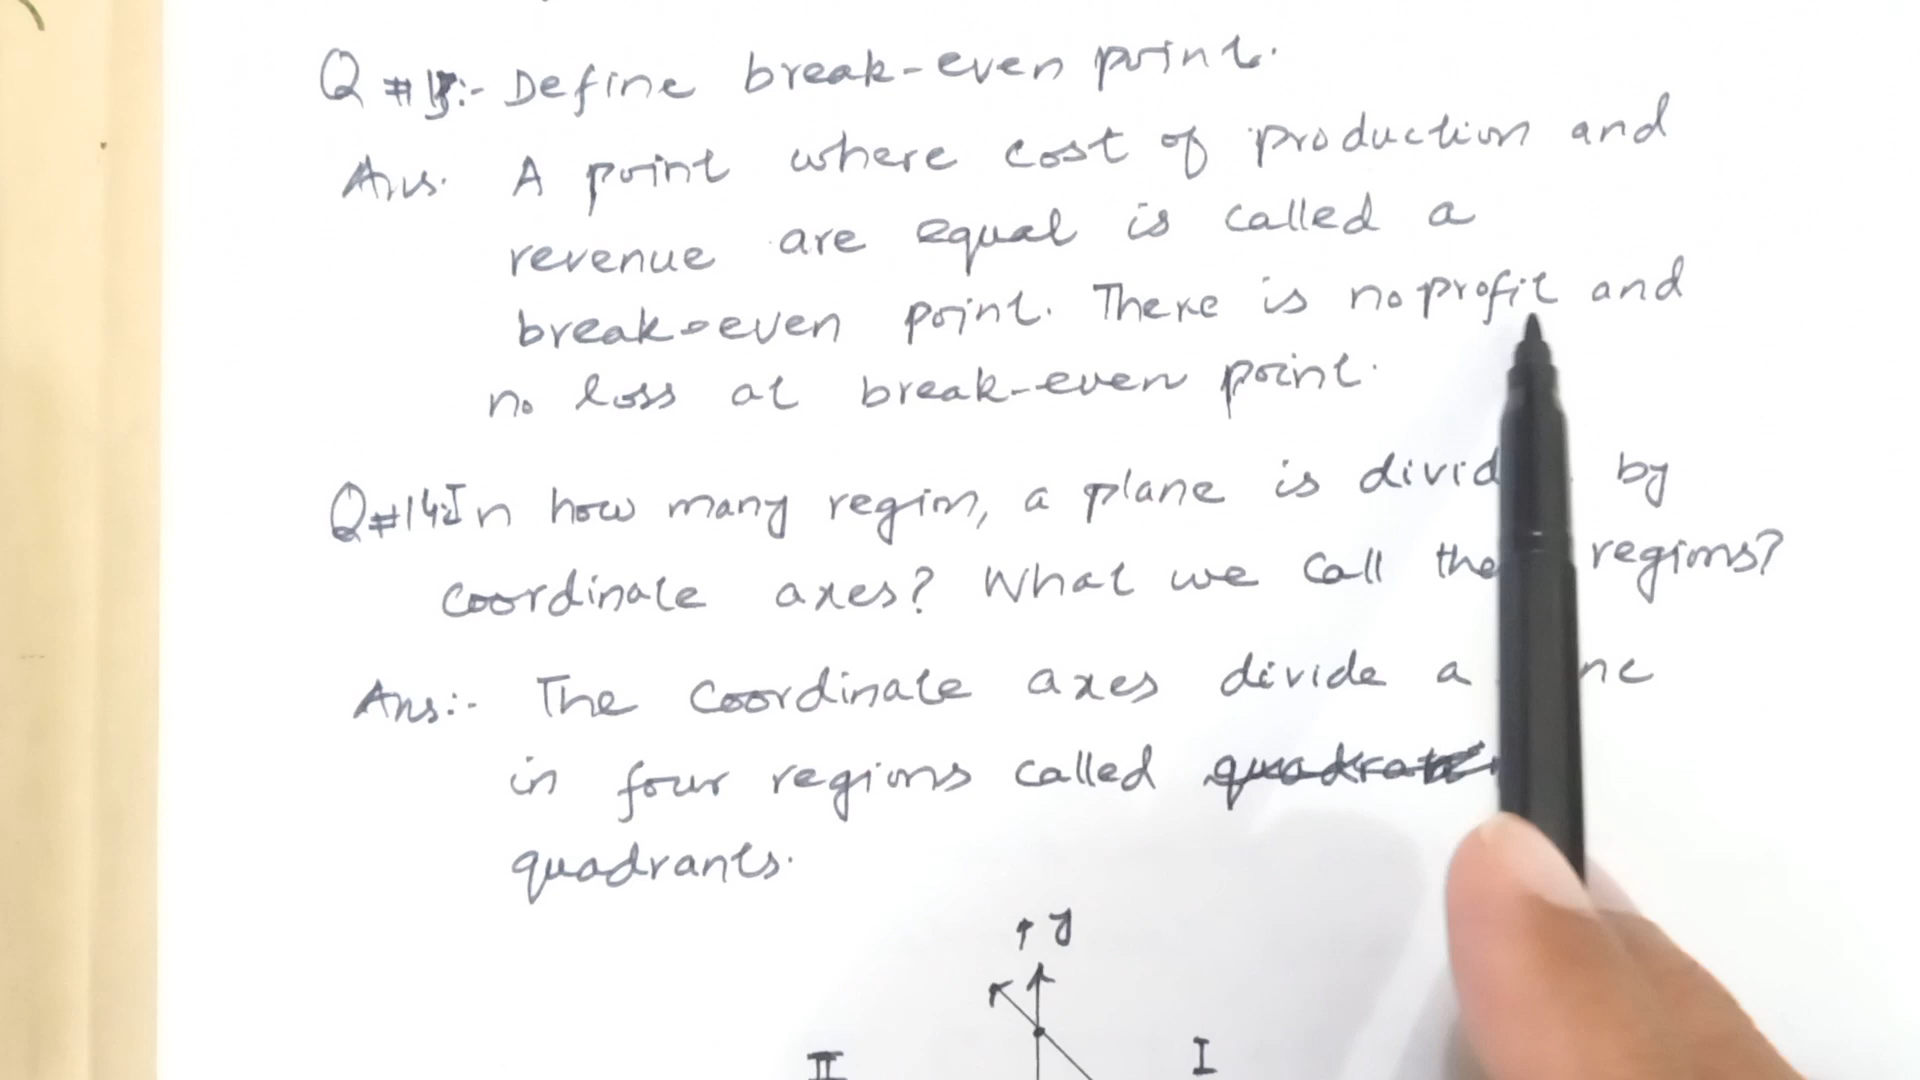 Q #13:- Define break-even point.
Ans. A point where cost of production and
revenue are equal is called a
break-even point. There is no profit and
no loss at break-even point.
Q#14:In how many region, a plane is divid by
coordinate axes? What we call the regions?
Ans:- The coordinate axes divide a
in four regions called
quadrants.
y
II I